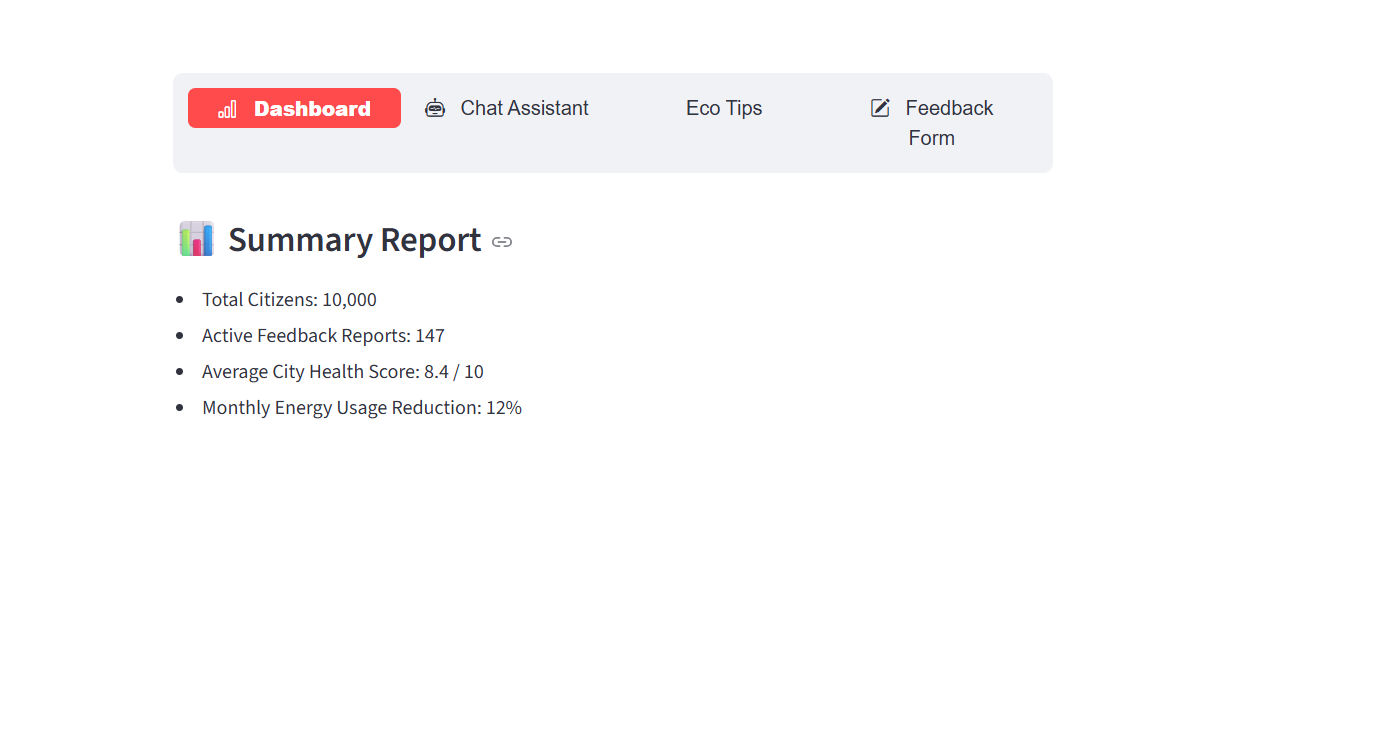 Dashboard
Chat Assistant
Eco Tips
Feedback
Form
Summary Report
Total Citizens: 10,000
Active Feedback Reports: 147
Average City Health Score: 8.4 / 10
Monthly Energy Usage Reduction: 12%